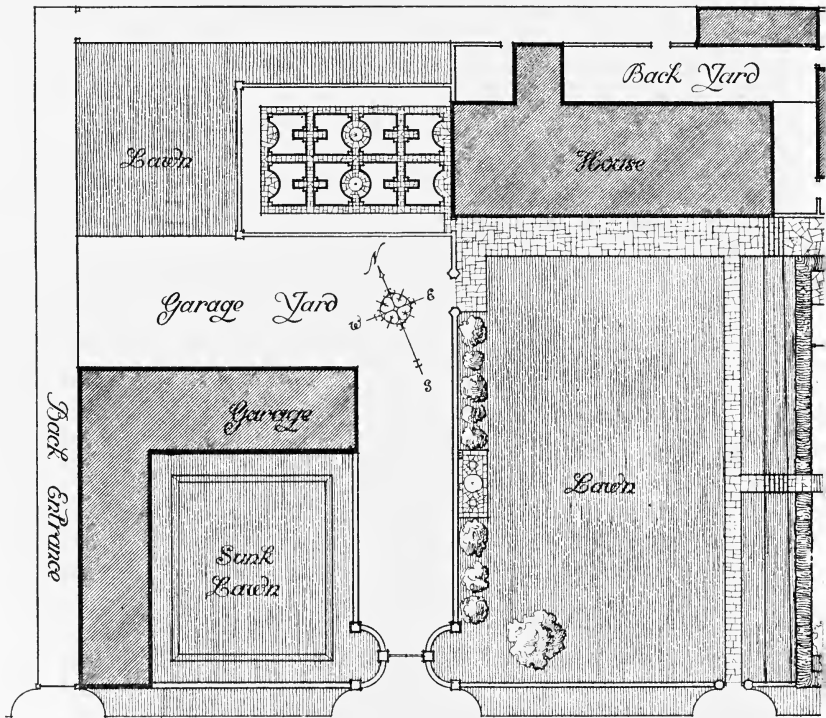 Back Yard
Lawn
House
N
E
W
S
Garage Yard
Garage
Back Entrance
Lawn
Sunk
Lawn